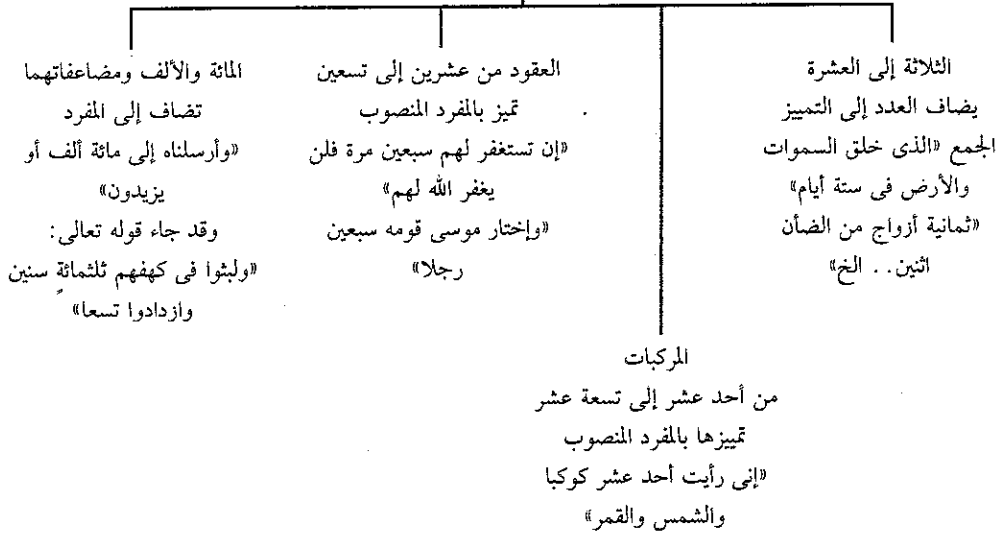 الثلاثة إلى العشرة
يضاف العدد إلى التمييز
الجمع «الذى خلق السموات
والأرض فى ستة أيام»
«ثمانية أزواج من الضأن
اثنين.. الخ»
المركبات
من أحد عشر إلى تسعة عشر
تمييزها بالمفرد المنصوب
«إنى رأيت أحد عشر كوكبا
والشمس والقمر»
العقود من عشرين إلى تسعين
تميز بالمفرد المنصوب
«إن تستغفر لهم سبعين مرة فلن
يغفر الله لهم»
«وإختار موسى قومه سبعين
رجلا»
المائة والألف ومضاعفاتهما
تضاف إلى المفرد
«وأرسلناه إلى مائة ألف أو
يزيدون»
وقد جاء قوله تعالى:
«ولبثوا فى كهفهم ثلثمائةٍ سنين
وازدادوا تسعا»